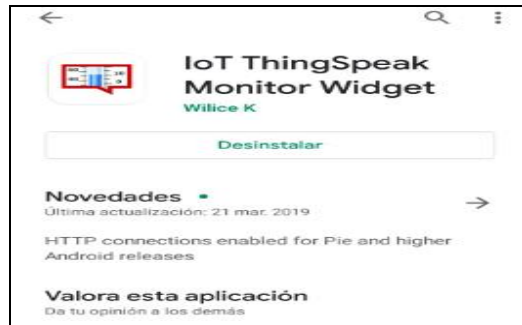 IoT ThingSpeak
Monitor Widget
Wilice K
Desinstalar
Novedades
Última actualización: 21 mar. 2019
HTTP connections enabled for Pie and higher
Android releases
Valora esta aplicación
Da tu opinión a los demás